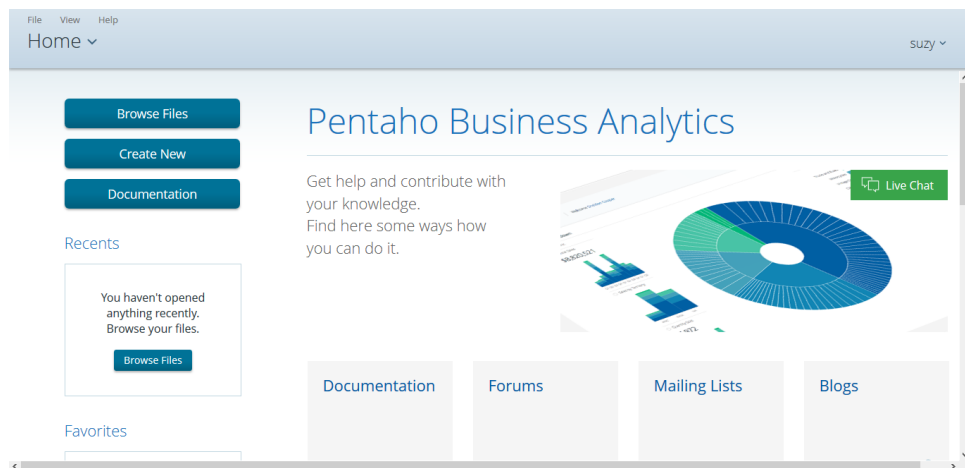 File View Help
Home
suzy
Browse Files
Create New
Documentation
Recents
You haven't opened
anything recently.
Browse your files.
Browse Files
Favorites
Pentaho Business Analytics
Get help and contribute with
your knowledge.
Find here some ways how
you can do it.
Live Chat
Documentation
Forums
Mailing Lists
Blogs